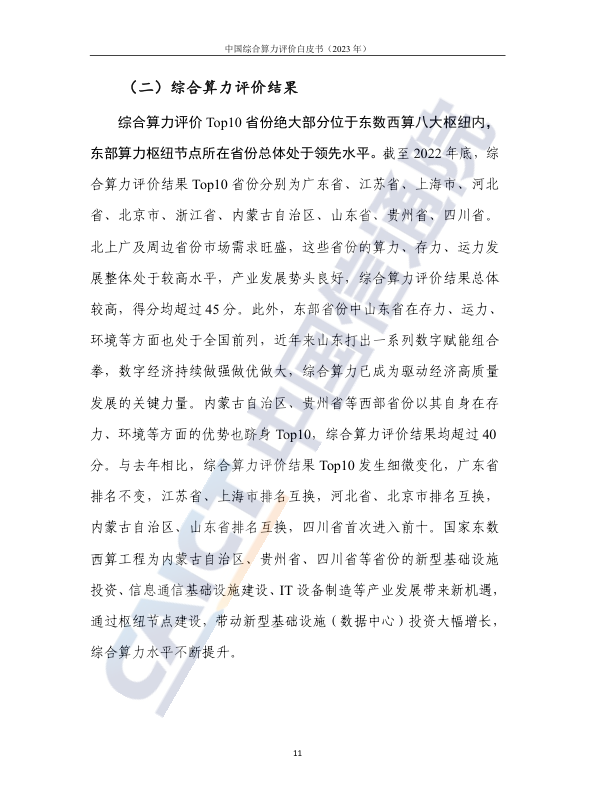 中国综合算力评价白皮书（2023 年）
（二）综合算力评价结果
综合算力评价 Top10 省份绝大部分位于东数西算八大枢纽内，
东部算力枢纽节点所在省份总体处于领先水平。截至 2022 年底，综
合算力评价结果 Top10 省份分别为广东省、江苏省、上海市、河北
省、北京市、浙江省、内蒙古自治区、山东省、贵州省、四川省。
北上广及周边省份市场需求旺盛，这些省份的算力、存力、运力发
展整体处于较高水平，产业发展势头良好，综合算力评价结果总体
较高，得分均超过 45 分。此外，东部省份中山东省在存力、运力、
环境等方面也处于全国前列，近年来山东打出一系列数字赋能组合
拳，数字经济持续做强做优做大，综合算力已成为驱动经济高质量
发展的关键力量。内蒙古自治区、贵州省等西部省份以其自身在存
力、环境等方面的优势也跻身 Top10，综合算力评价结果均超过 40
分。与去年相比，综合算力评价结果 Top10 发生细微变化，广东省
排名不变，江苏省、上海市排名互换，河北省、北京市排名互换，
内蒙古自治区、山东省排名互换，四川省首次进入前十。国家东数
西算工程为内蒙古自治区、贵州省、四川省等省份的新型基础设施
投资、信息通信基础设施建设、IT 设备制造等产业发展带来新机遇，
通过枢纽节点建设，带动新型基础设施（数据中心）投资大幅增长，
综合算力水平不断提升。
CAICT 中国信通院
11